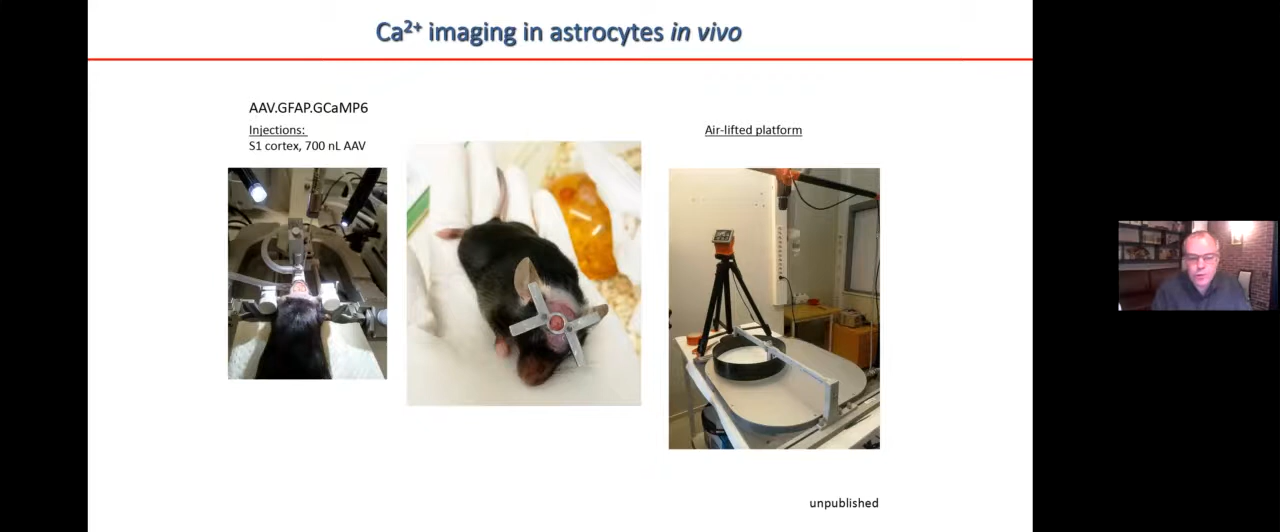 Ca²⁺ imaging in astrocytes in vivo
AAV.GFAP.GCaMP6
Injections:
S1 cortex, 700 nL AAV
Air-lifted platform
unpublished